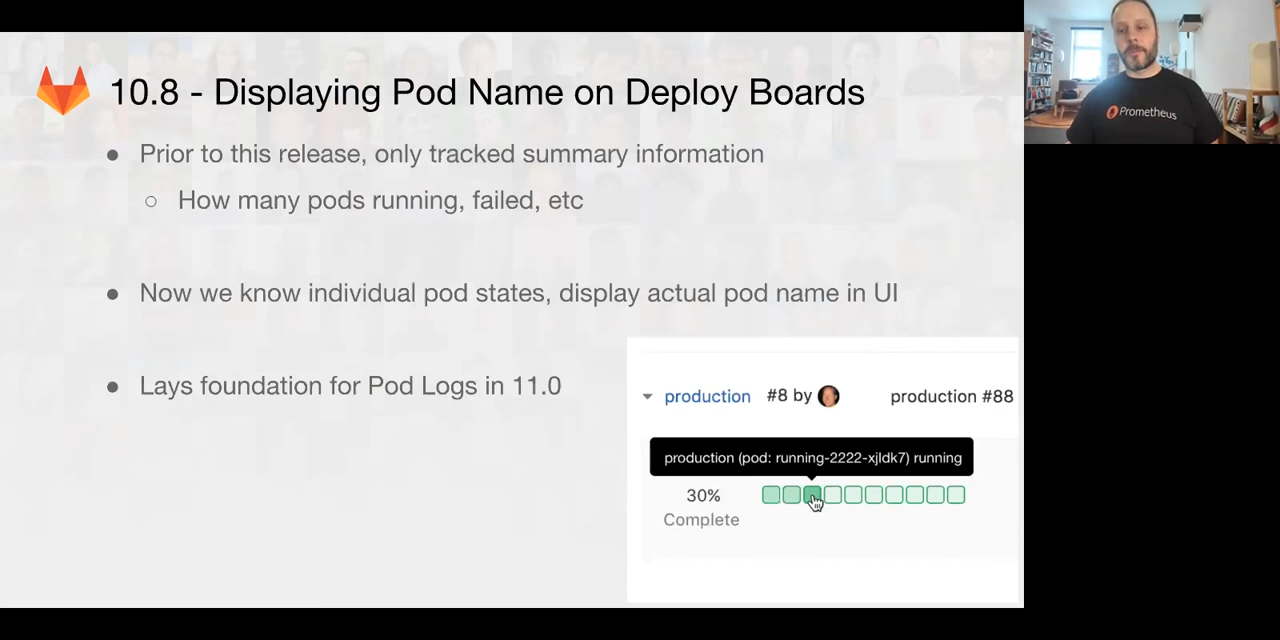 10.8 - Displaying Pod Name on Deploy Boards
● Prior to this release, only tracked summary information
○ How many pods running, failed, etc
● Now we know individual pod states, display actual pod name in UI
● Lays foundation for Pod Logs in 11.0
production #8 by production #88
production (pod: running-2222-xjldk7) running
30%
Complete
Prometheus